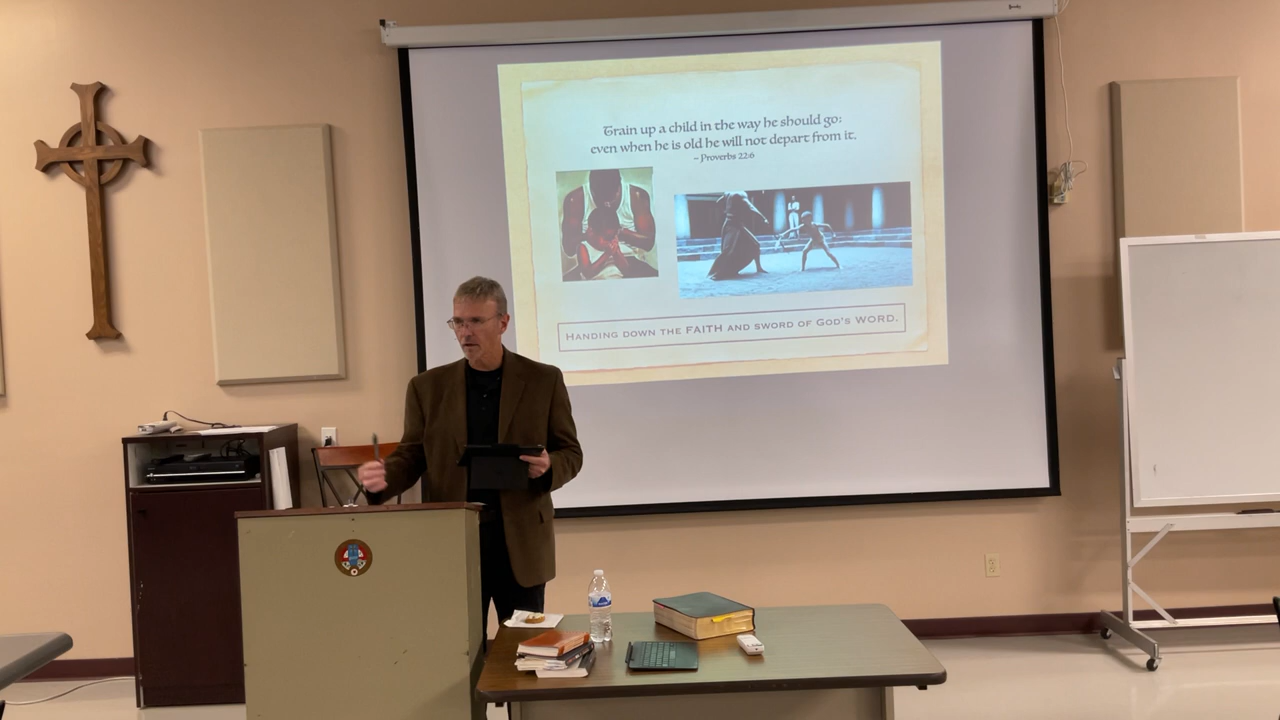 Train up a child in the way he should go:
even when he is old he will not depart from it.
~ Proverbs 22:6
HANDING DOWN THE FAITH AND SWORD OF GOD'S WORD.